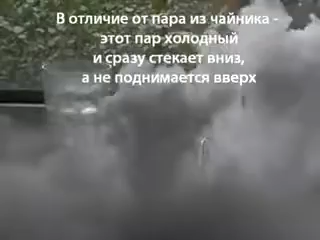 В отличие от пара из чайника -
этот пар холодный
и сразу стекает вниз,
а не поднимается вверх